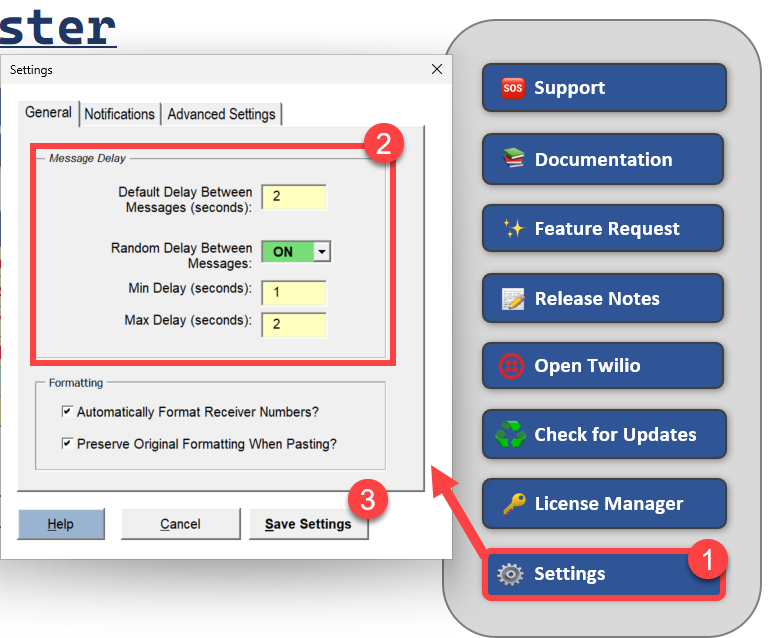 ster
Settings
General
Notifications
Advanced Settings
2
Message Delay
Default Delay Between
Messages (seconds):
2
Random Delay Between
Messages:
ON
Min Delay (seconds):
1
Max Delay (seconds):
2
Formatting
Automatically Format Receiver Numbers?
Preserve Original Formatting When Pasting?
3
Help
Cancel
Save Settings
SOS
Support
Documentation
Feature Request
Release Notes
Open Twilio
Check for Updates
License Manager
1
Settings